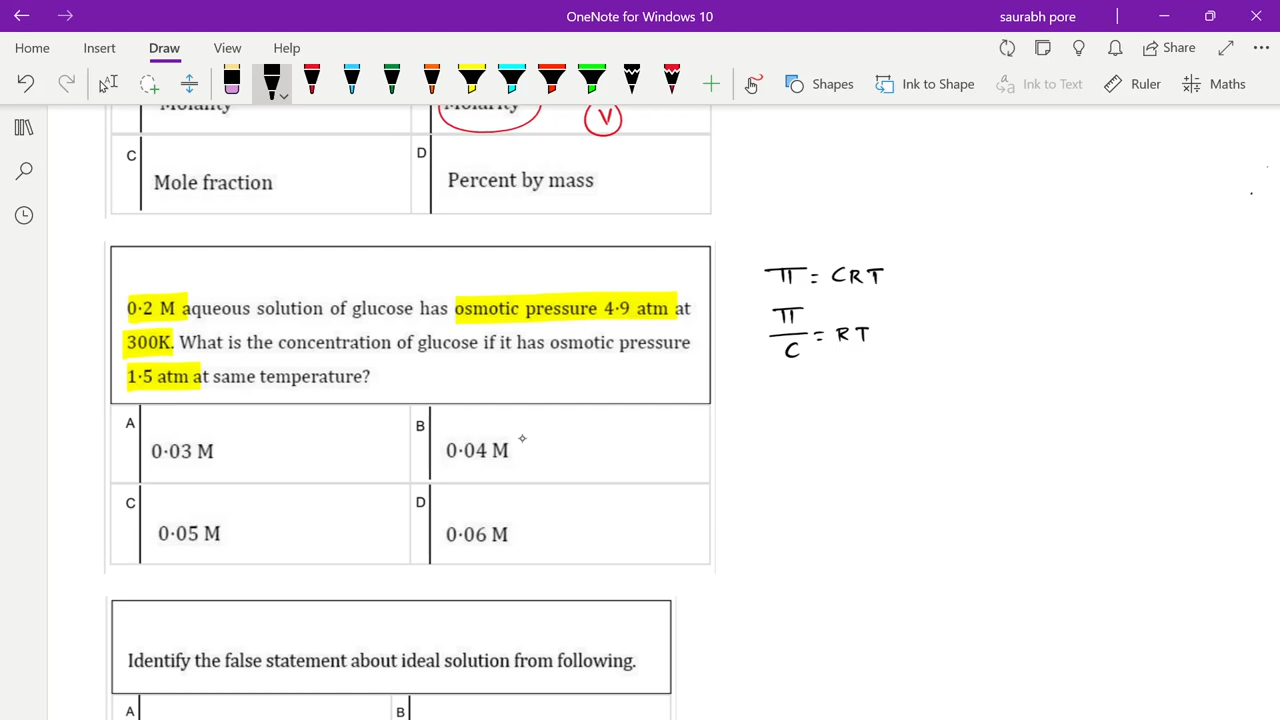 OneNote for Windows 10
saurabh pore
Home Insert Draw View Help
Share
Shapes Ink to Shape Ink to Text Ruler Maths
Molality
Molarity
V
C Mole fraction
D Percent by mass
0·2 M aqueous solution of glucose has osmotic pressure 4·9 atm at
300K. What is the concentration of glucose if it has osmotic pressure
1·5 atm at same temperature?
π = CRT
π/C = RT
A 0·03 M
B 0·04 M
C 0·05 M
D 0·06 M
Identify the false statement about ideal solution from following.
A
B